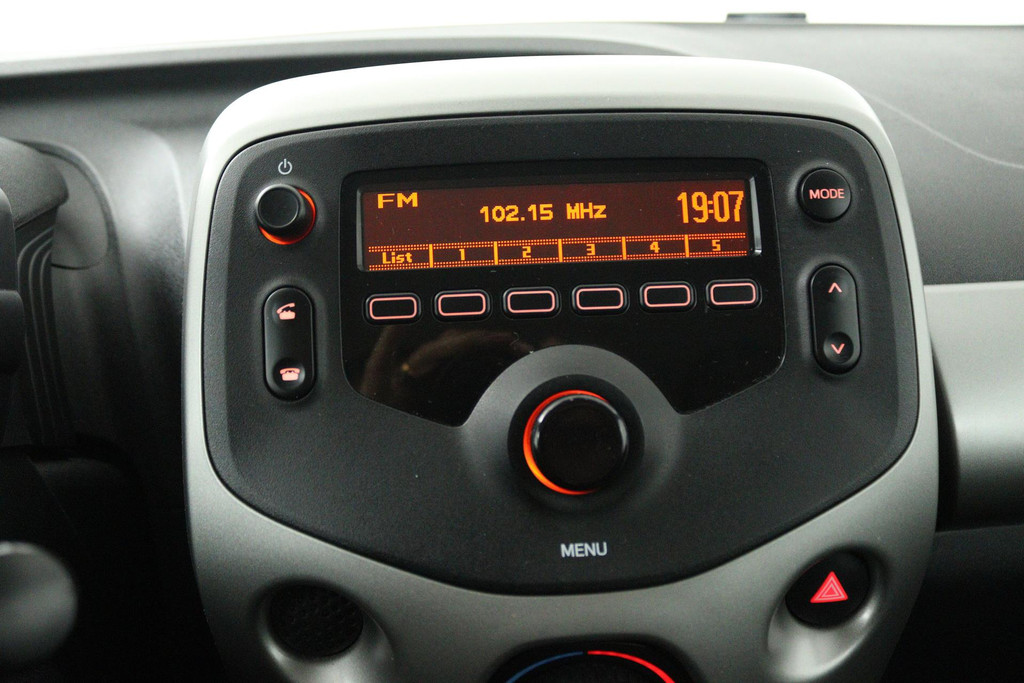 FM 102.15 MHz 19:07
List 1 2 3 4 5
MODE
MENU